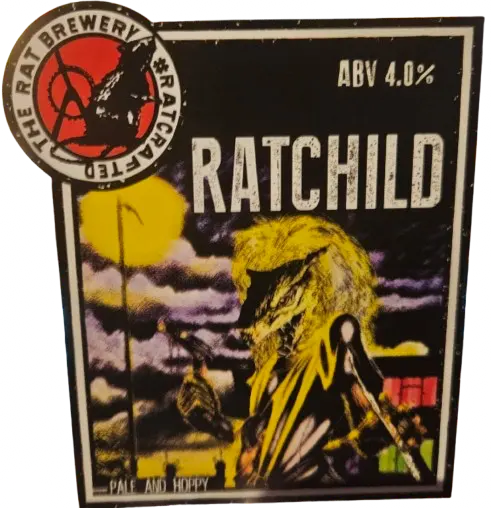 THE RAT BREWERY
#RATCRAFTED
ABV 4.0%
RATCHILD
PALE AND HOPPY